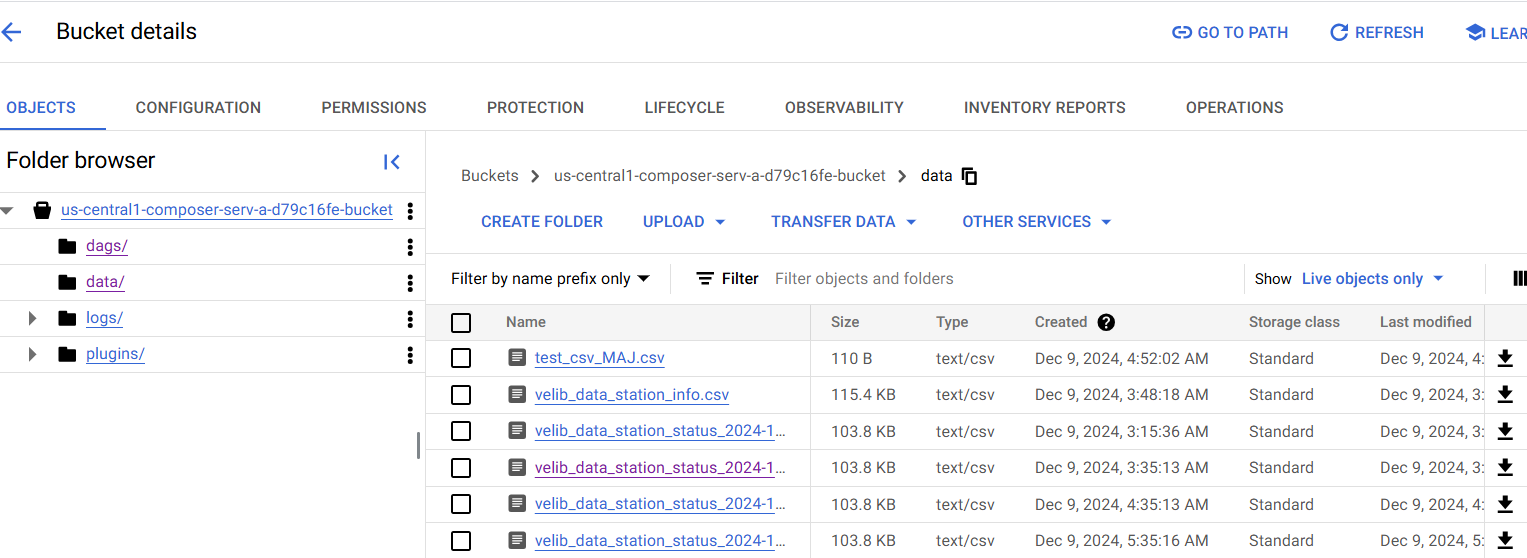 Bucket details
GO TO PATH
REFRESH
LEAR
OBJECTS
CONFIGURATION
PERMISSIONS
PROTECTION
LIFECYCLE
OBSERVABILITY
INVENTORY REPORTS
OPERATIONS
Folder browser
us-central1-composer-serv-a-d79c16fe-bucket
dags/
data/
logs/
plugins/
Buckets > us-central1-composer-serv-a-d79c16fe-bucket > data
CREATE FOLDER
UPLOAD
TRANSFER DATA
OTHER SERVICES
Filter by name prefix only
Filter
Filter objects and folders
Show Live objects only
Name Size Type Created ? Storage class Last modified
test_csv_MAJ.csv 110 B text/csv Dec 9, 2024, 4:52:02 AM Standard Dec 9, 2024, 4:
velib_data_station_info.csv 115.4 KB text/csv Dec 9, 2024, 3:48:18 AM Standard Dec 9, 2024, 3:
velib_data_station_status_2024-1... 103.8 KB text/csv Dec 9, 2024, 3:15:36 AM Standard Dec 9, 2024, 3:
velib_data_station_status_2024-1... 103.8 KB text/csv Dec 9, 2024, 3:35:13 AM Standard Dec 9, 2024, 3:
velib_data_station_status_2024-1... 103.8 KB text/csv Dec 9, 2024, 4:35:13 AM Standard Dec 9, 2024, 4:
velib_data_station_status_2024-1... 103.8 KB text/csv Dec 9, 2024, 5:35:16 AM Standard Dec 9, 2024, 5: